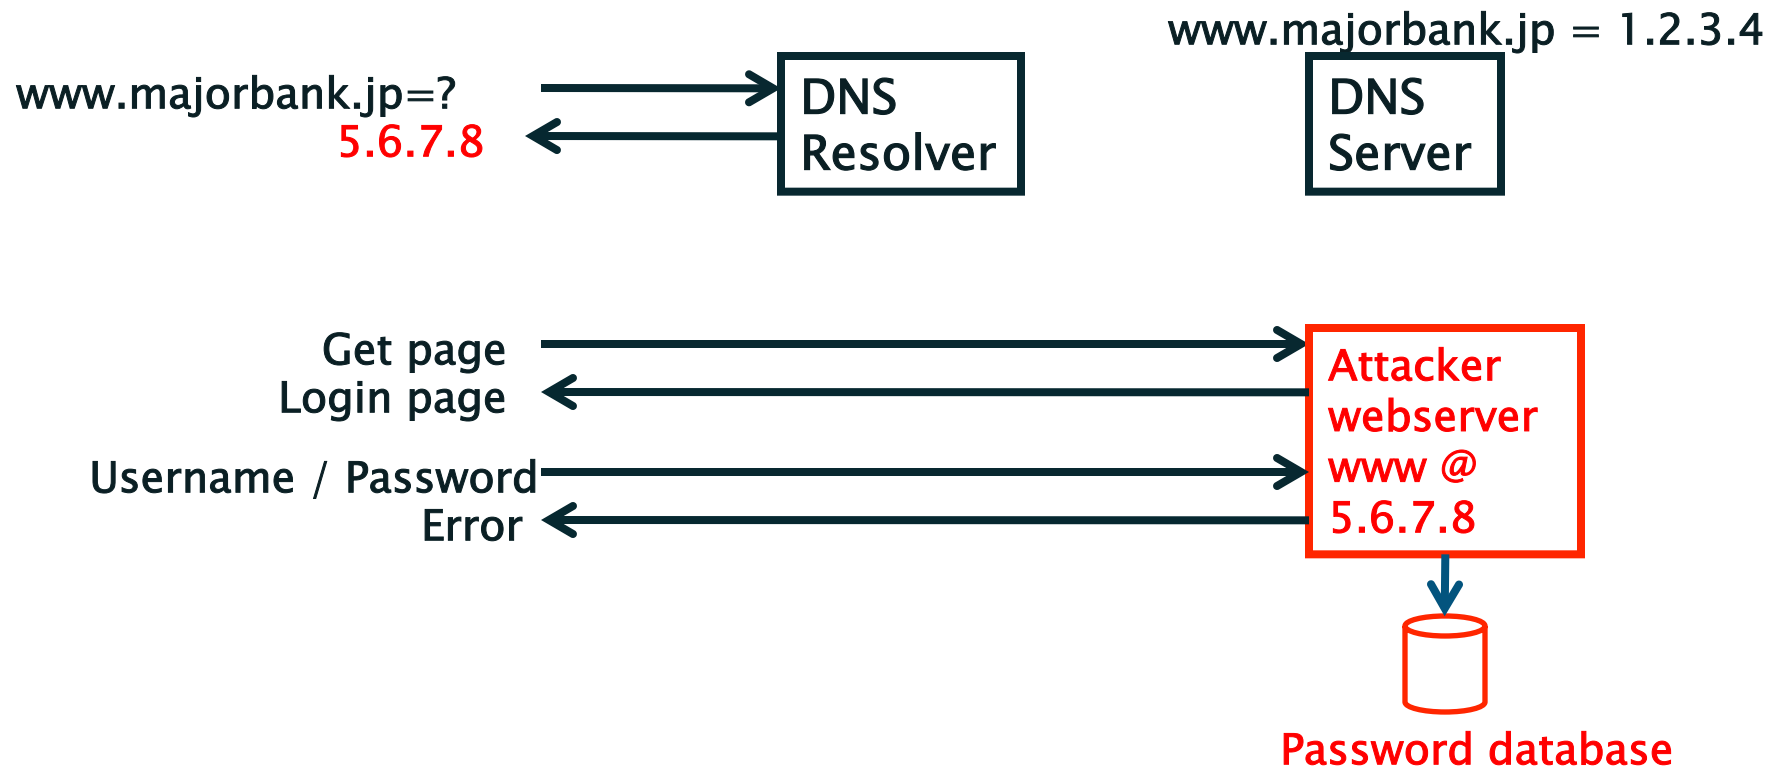 www.majorbank.jp = 1.2.3.4
www.majorbank.jp=?
5.6.7.8
DNS
Resolver
DNS
Server
Get page
Login page
Username / Password
Error
Attacker
webserver
www @
5.6.7.8
Password database